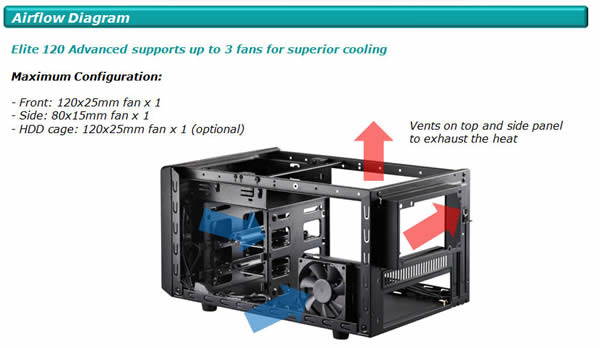 Airflow Diagram
Elite 120 Advanced supports up to 3 fans for superior cooling
Maximum Configuration:
- Front: 120x25mm fan x 1
- Side: 80x15mm fan x 1
- HDD cage: 120x25mm fan x 1 (optional)
Vents on top and side panel
to exhaust the heat